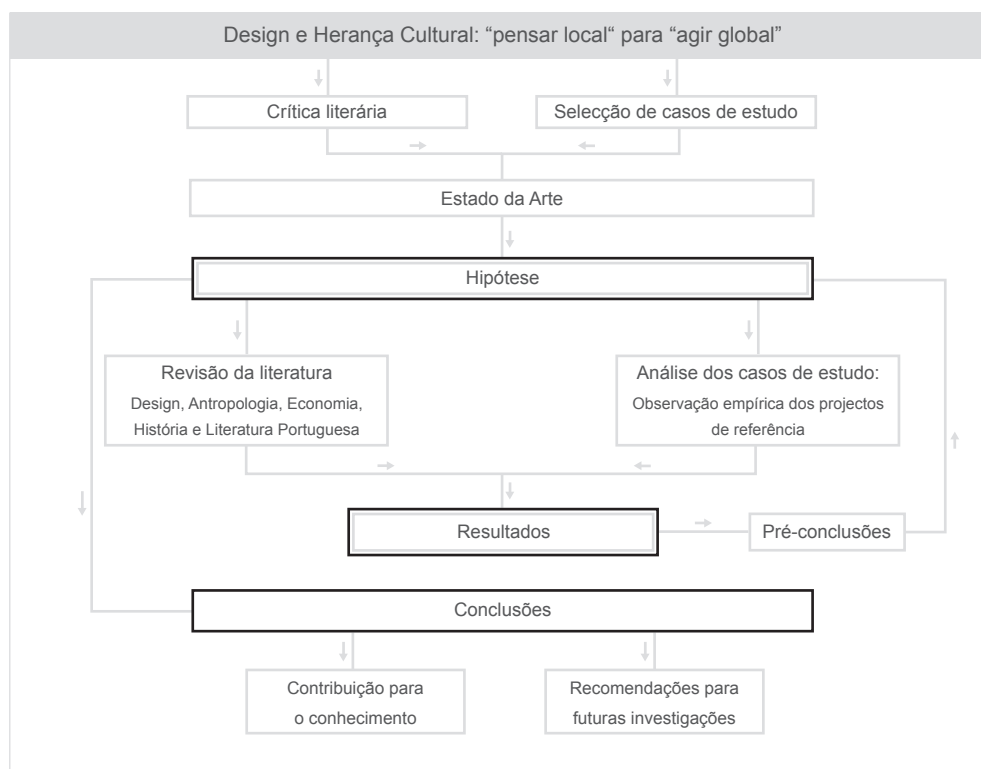 Design e Herança Cultural: “pensar local“ para “agir global”
Crítica literária
Selecção de casos de estudo
Estado da Arte
Hipótese
Revisão da literatura
Design, Antropologia, Economia,
História e Literatura Portuguesa
Análise dos casos de estudo:
Observação empírica dos projectos
de referência
Resultados
Pré-conclusões
Conclusões
Contribuição para
o conhecimento
Recomendações para
futuras investigações